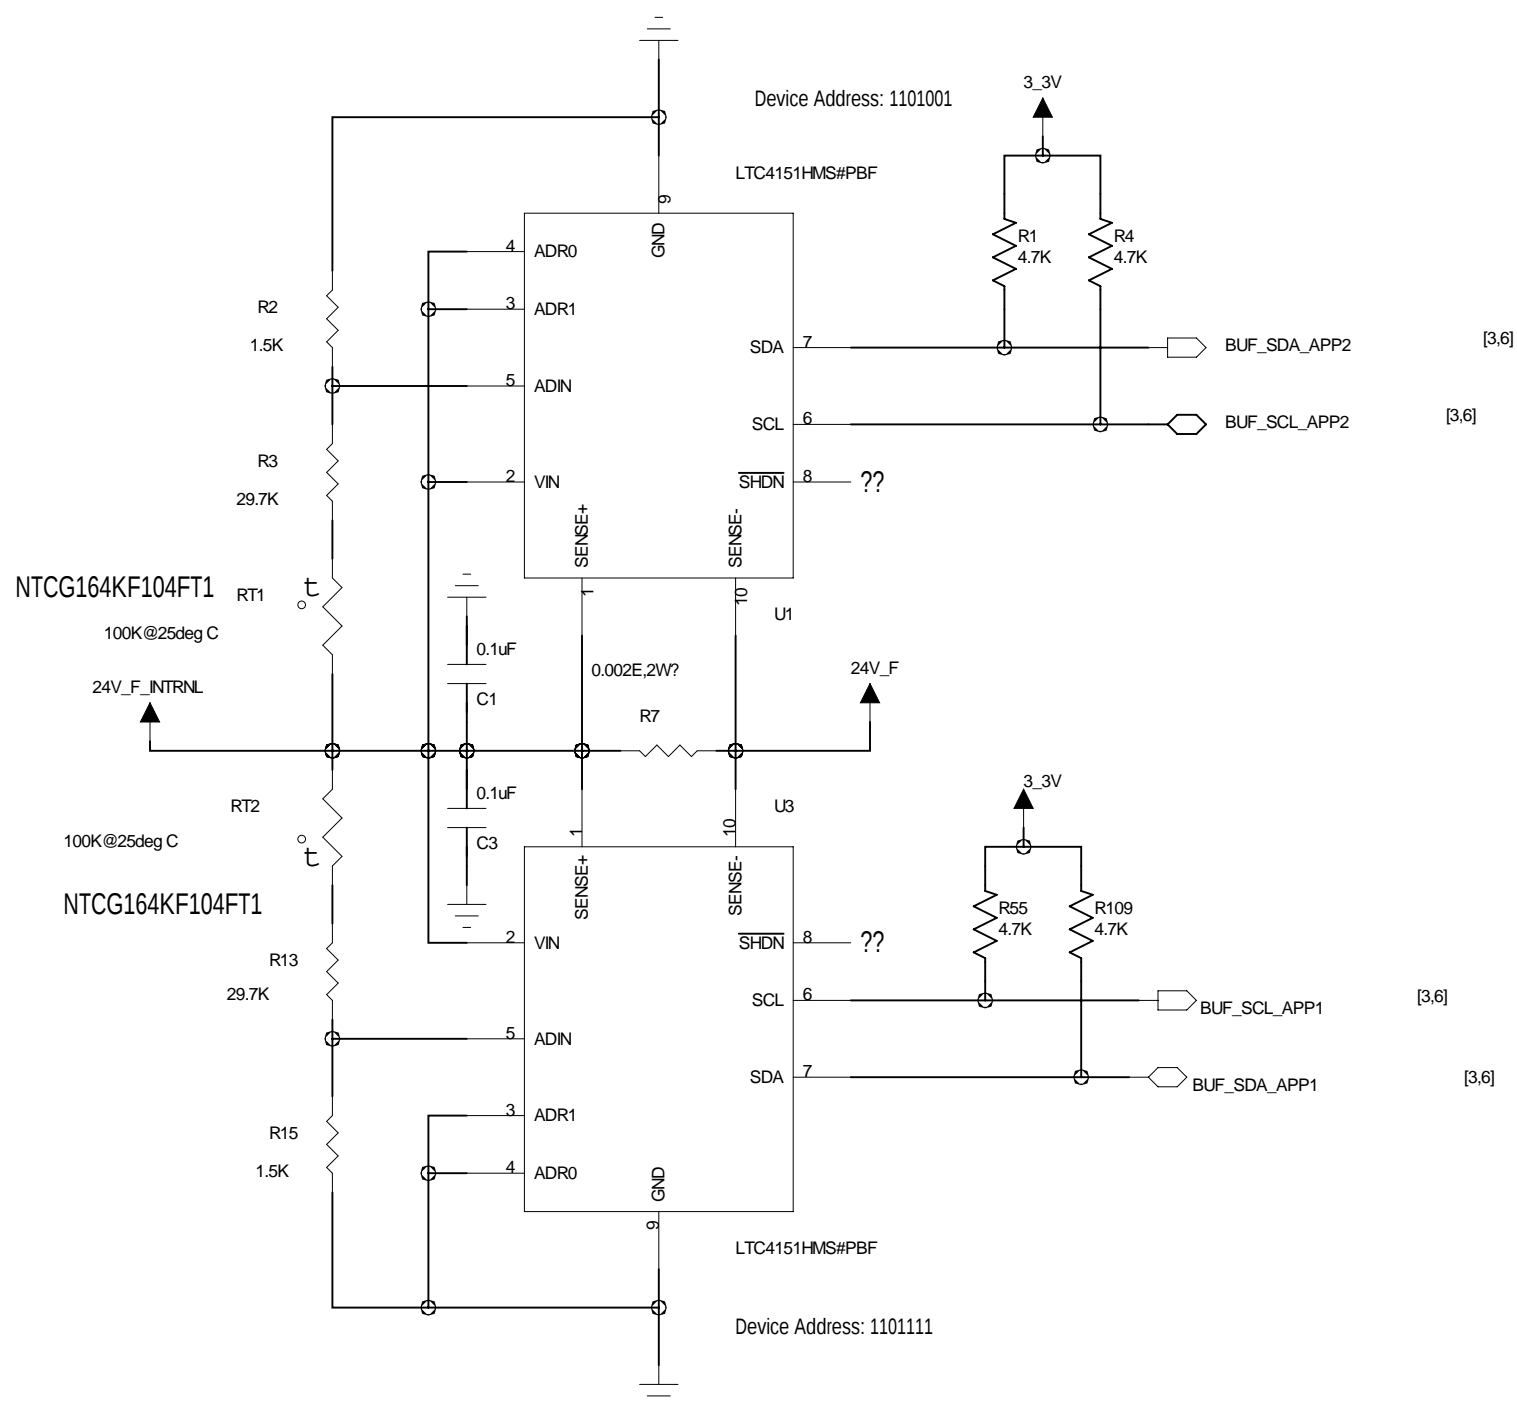 Device Address: 1101001
3_3V
LTC4151HMS#PBF
9
GND
4 ADR0
R1
4.7K
R4
4.7K
3 ADR1
R2
1.5K
SDA 7
BUF_SDA_APP2 [3,6]
5 ADIN
SCL 6
BUF_SCL_APP2 [3,6]
R3
29.7K
2 VIN
SHDN 8 ??
SENSE+
SENSE-
1
10
U1
NTCG164KF104FT1
RT1
t
100K@25deg C
0.1uF
C1
0.002E,2W?
R7
24V_F_INTRNL
24V_F
RT2
100K@25deg C
t
NTCG164KF104FT1
0.1uF
C3
U3
1
10
SENSE+
SENSE-
3_3V
R55
4.7K
R109
4.7K
2 VIN
SHDN 8 ??
R13
29.7K
SCL 6
BUF_SCL_APP1 [3,6]
5 ADIN
SDA 7
BUF_SDA_APP1 [3,6]
3 ADR1
R15
1.5K
4 ADR0
GND
9
LTC4151HMS#PBF
Device Address: 1101111